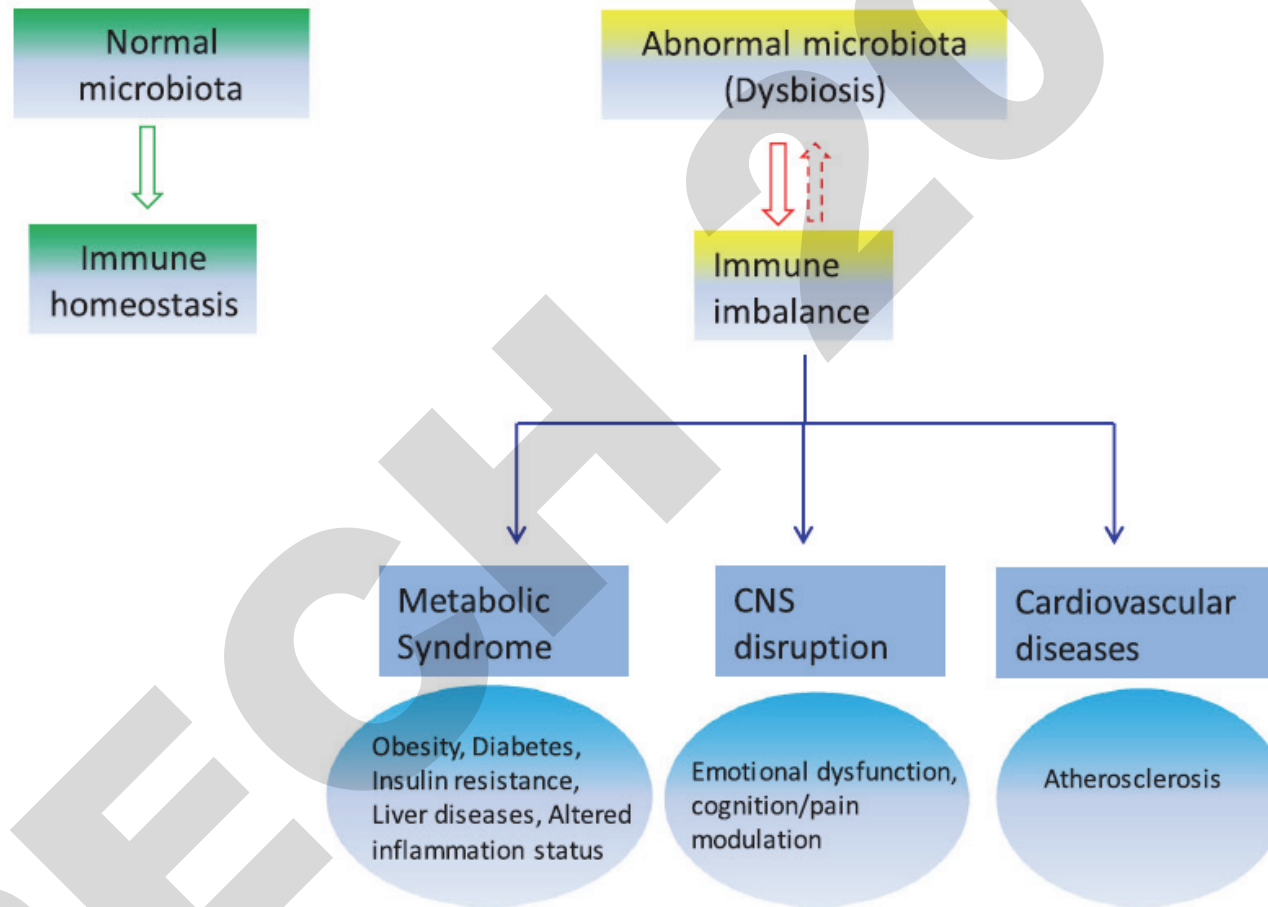 Normal
microbiota
Abnormal microbiota
(Dysbiosis)
Immune
homeostasis
Immune
imbalance
Metabolic
Syndrome
CNS
disruption
Cardiovascular
diseases
Obesity, Diabetes,
Insulin resistance,
Liver diseases, Altered
inflammation status
Emotional dysfunction,
cognition/pain
modulation
Atherosclerosis